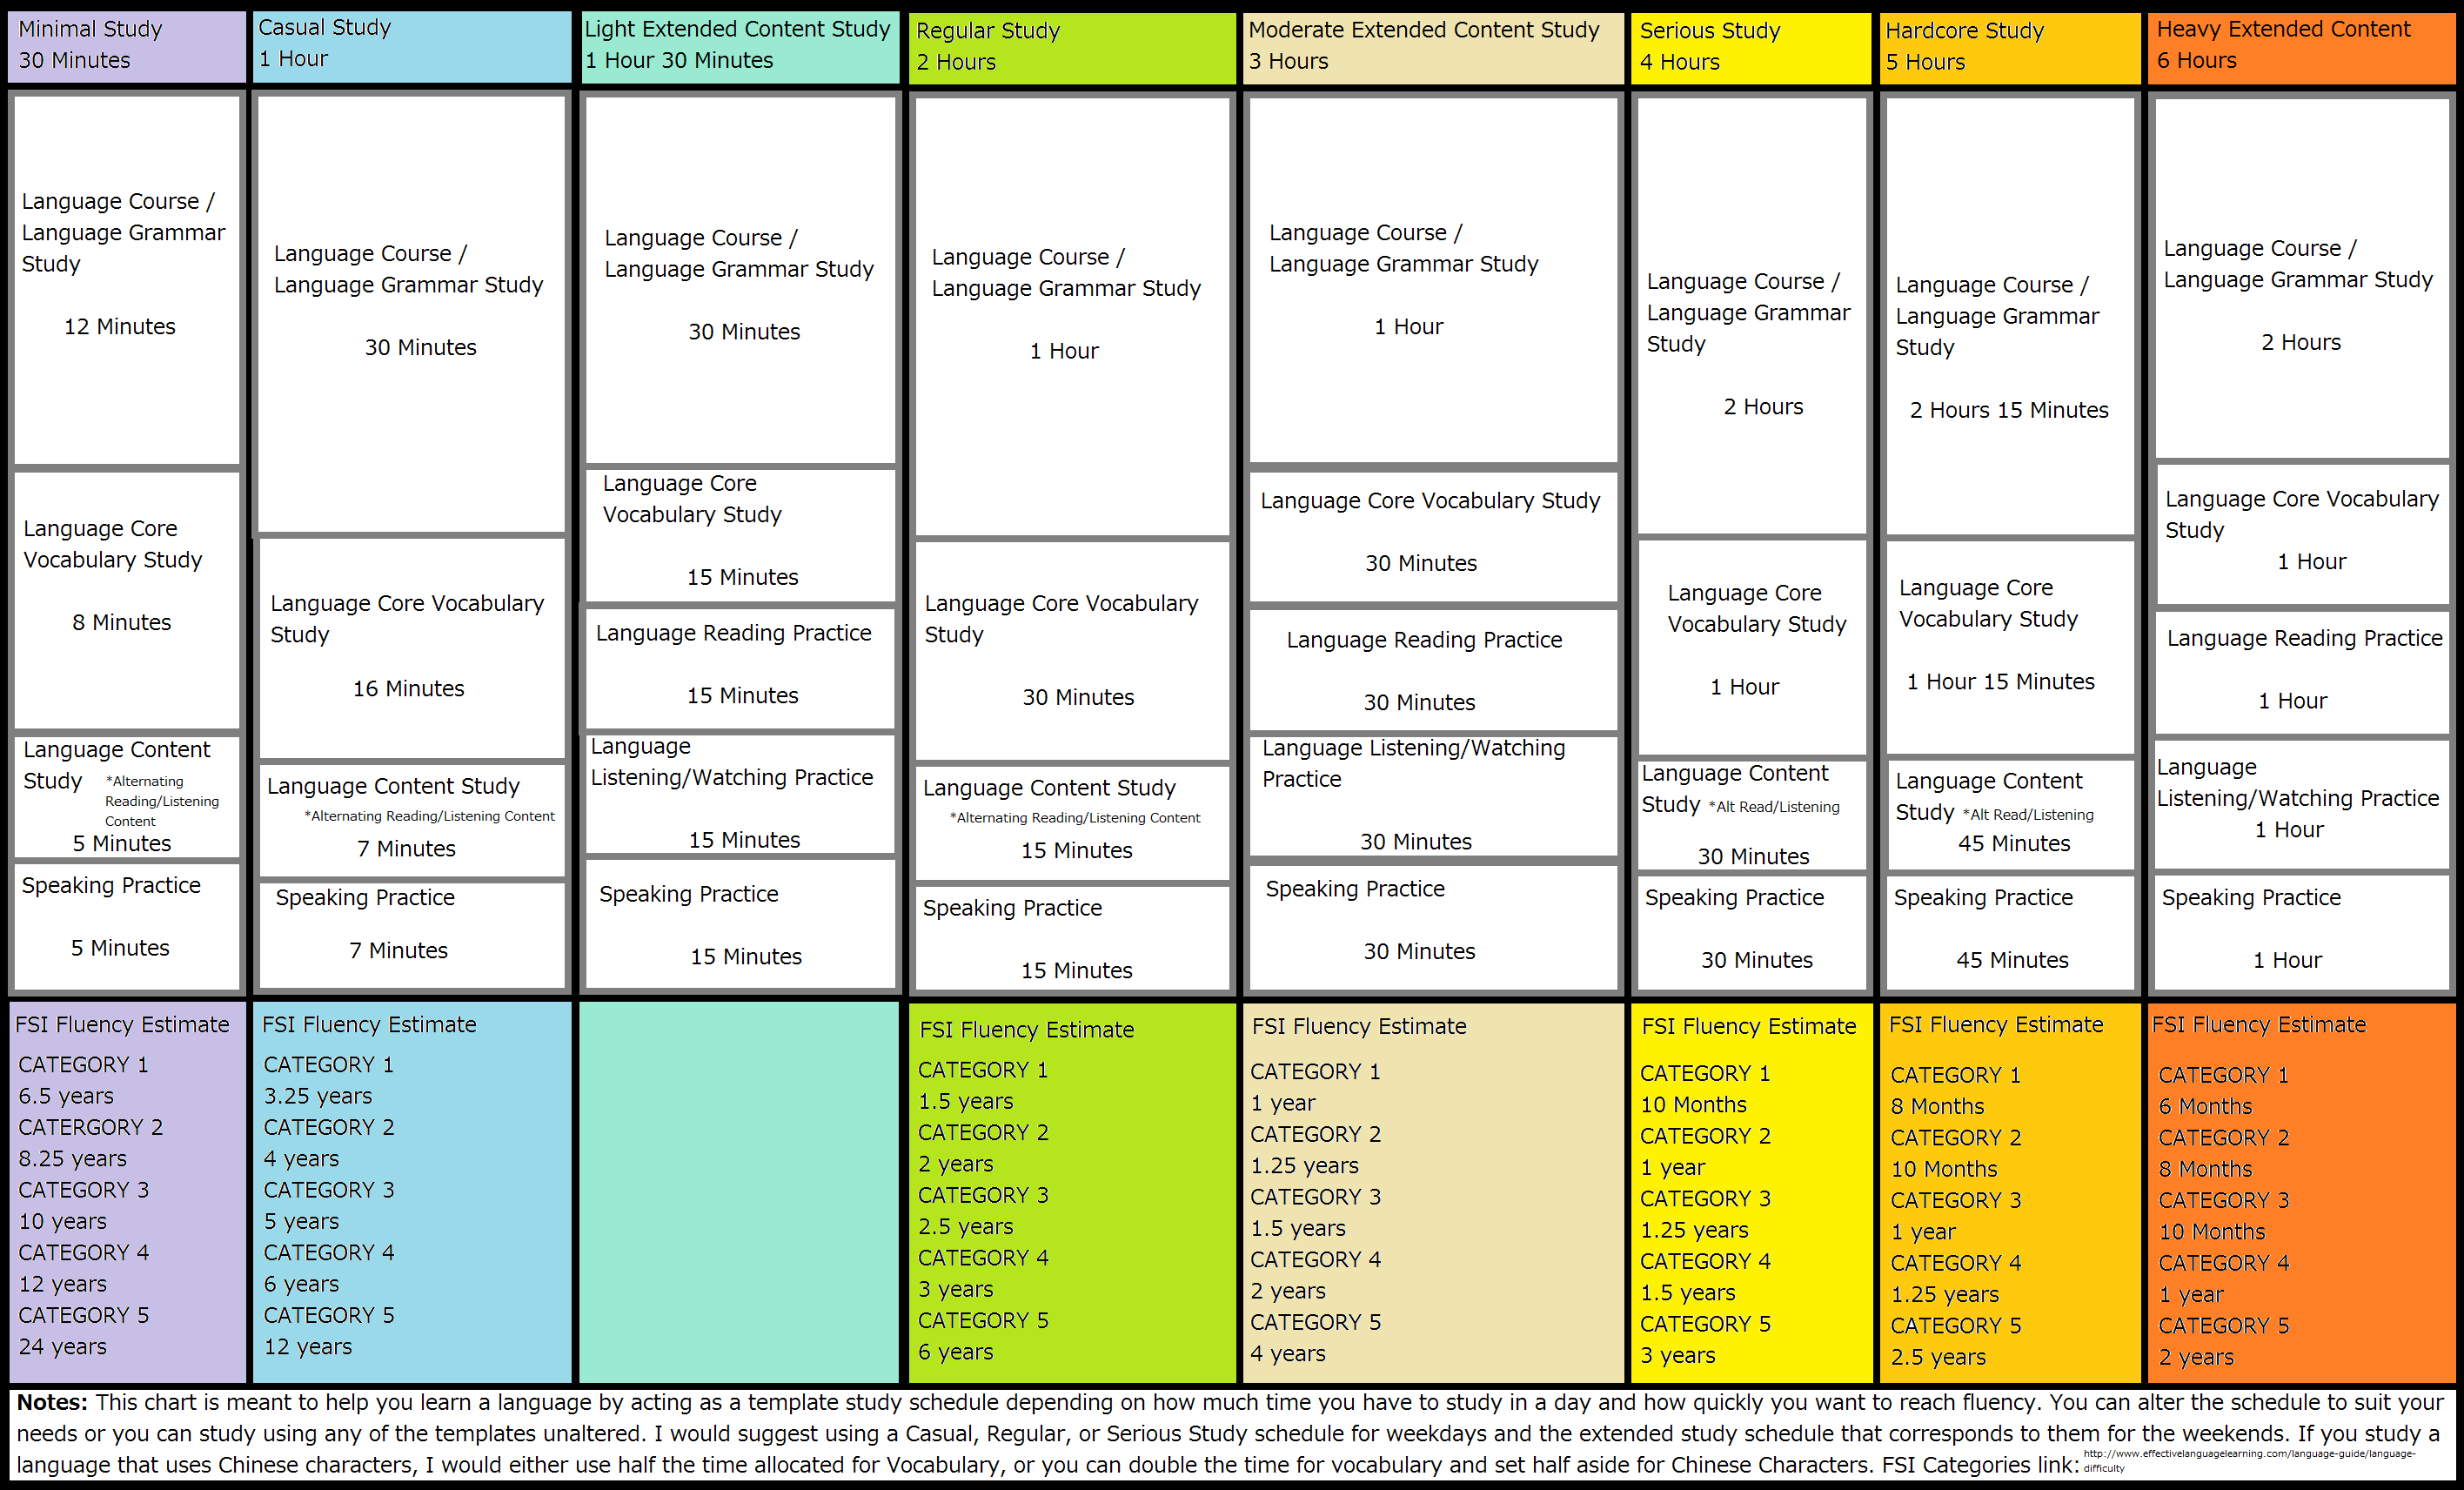 Minimal Study
30 Minutes
Language Course /
Language Grammar
Study
12 Minutes
Language Core
Vocabulary Study
8 Minutes
Language Content
Study *Alternating
Reading/Listening
Content
5 Minutes
Speaking Practice
5 Minutes
FSI Fluency Estimate
CATEGORY 1
6.5 years
CATERGORY 2
8.25 years
CATEGORY 3
10 years
CATEGORY 4
12 years
CATEGORY 5
24 years
Casual Study
1 Hour
Language Course /
Language Grammar Study
30 Minutes
Language Core Vocabulary
Study
16 Minutes
Language Content Study
*Alternating Reading/Listening Content
7 Minutes
Speaking Practice
7 Minutes
FSI Fluency Estimate
CATEGORY 1
3.25 years
CATEGORY 2
4 years
CATEGORY 3
5 years
CATEGORY 4
6 years
CATEGORY 5
12 years
Light Extended Content Study
1 Hour 30 Minutes
Language Course /
Language Grammar Study
30 Minutes
Language Core
Vocabulary Study
15 Minutes
Language Reading Practice
15 Minutes
Language
Listening/Watching Practice
15 Minutes
Speaking Practice
15 Minutes
Regular Study
2 Hours
Language Course /
Language Grammar Study
1 Hour
Language Core Vocabulary
Study
30 Minutes
Language Content Study
*Alternating Reading/Listening Content
15 Minutes
Speaking Practice
15 Minutes
FSI Fluency Estimate
CATEGORY 1
1.5 years
CATEGORY 2
2 years
CATEGORY 3
2.5 years
CATEGORY 4
3 years
CATEGORY 5
6 years
Moderate Extended Content Study
3 Hours
Language Course /
Language Grammar Study
1 Hour
Language Core Vocabulary Study
30 Minutes
Language Reading Practice
30 Minutes
Language Listening/Watching
Practice
30 Minutes
Speaking Practice
30 Minutes
FSI Fluency Estimate
CATEGORY 1
1 year
CATEGORY 2
1.25 years
CATEGORY 3
1.5 years
CATEGORY 4
2 years
CATEGORY 5
4 years
Serious Study
4 Hours
Language Course /
Language Grammar
Study
2 Hours
Language Core
Vocabulary Study
1 Hour
Language Content
Study *Alt Read/Listening
30 Minutes
Speaking Practice
30 Minutes
FSI Fluency Estimate
CATEGORY 1
10 Months
CATEGORY 2
1 year
CATEGORY 3
1.25 years
CATEGORY 4
1.5 years
CATEGORY 5
3 years
Hardcore Study
5 Hours
Language Course /
Language Grammar
Study
2 Hours 15 Minutes
Language Core
Vocabulary Study
1 Hour 15 Minutes
Language Content
Study *Alt Read/Listening
45 Minutes
Speaking Practice
45 Minutes
FSI Fluency Estimate
CATEGORY 1
8 Months
CATEGORY 2
10 Months
CATEGORY 3
1 year
CATEGORY 4
1.25 years
CATEGORY 5
2.5 years
Heavy Extended Content
6 Hours
Language Course /
Language Grammar Study
2 Hours
Language Core Vocabulary
Study
1 Hour
Language Reading Practice
1 Hour
Language
Listening/Watching Practice
1 Hour
Speaking Practice
1 Hour
FSI Fluency Estimate
CATEGORY 1
6 Months
CATEGORY 2
8 Months
CATEGORY 3
10 Months
CATEGORY 4
1 year
CATEGORY 5
2 years
Notes: This chart is meant to help you learn a language by acting as a template study schedule depending on how much time you have to study in a day and how quickly you want to reach fluency. You can alter the schedule to suit your
needs or you can study using any of the templates unaltered. I would suggest using a Casual, Regular, or Serious Study schedule for weekdays and the extended study schedule that corresponds to them for the weekends. If you study a
language that uses Chinese characters, I would either use half the time allocated for Vocabulary, or you can double the time for vocabulary and set half aside for Chinese Characters. FSI Categories link: http://www.effectivelanguagelearning.com/language-guide/language-
difficulty